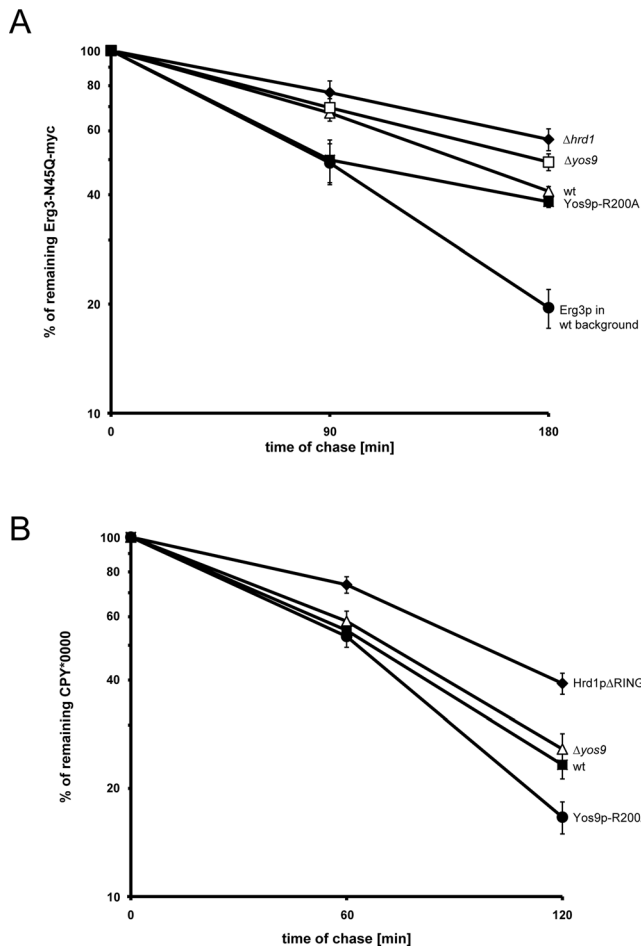 A
% of remaining Erg3-N45Q-myc
100
80
60
40
20
10
Δhrd1
Δyos9
wt
Yos9p-R200A
Erg3p in
wt background
0 90 180
time of chase [min]
B
% of remaining CPY*0000
100
80
60
40
20
10
Hrd1pΔRING
Δyos9
wt
Yos9p-R200
0 60 120
time of chase [min]